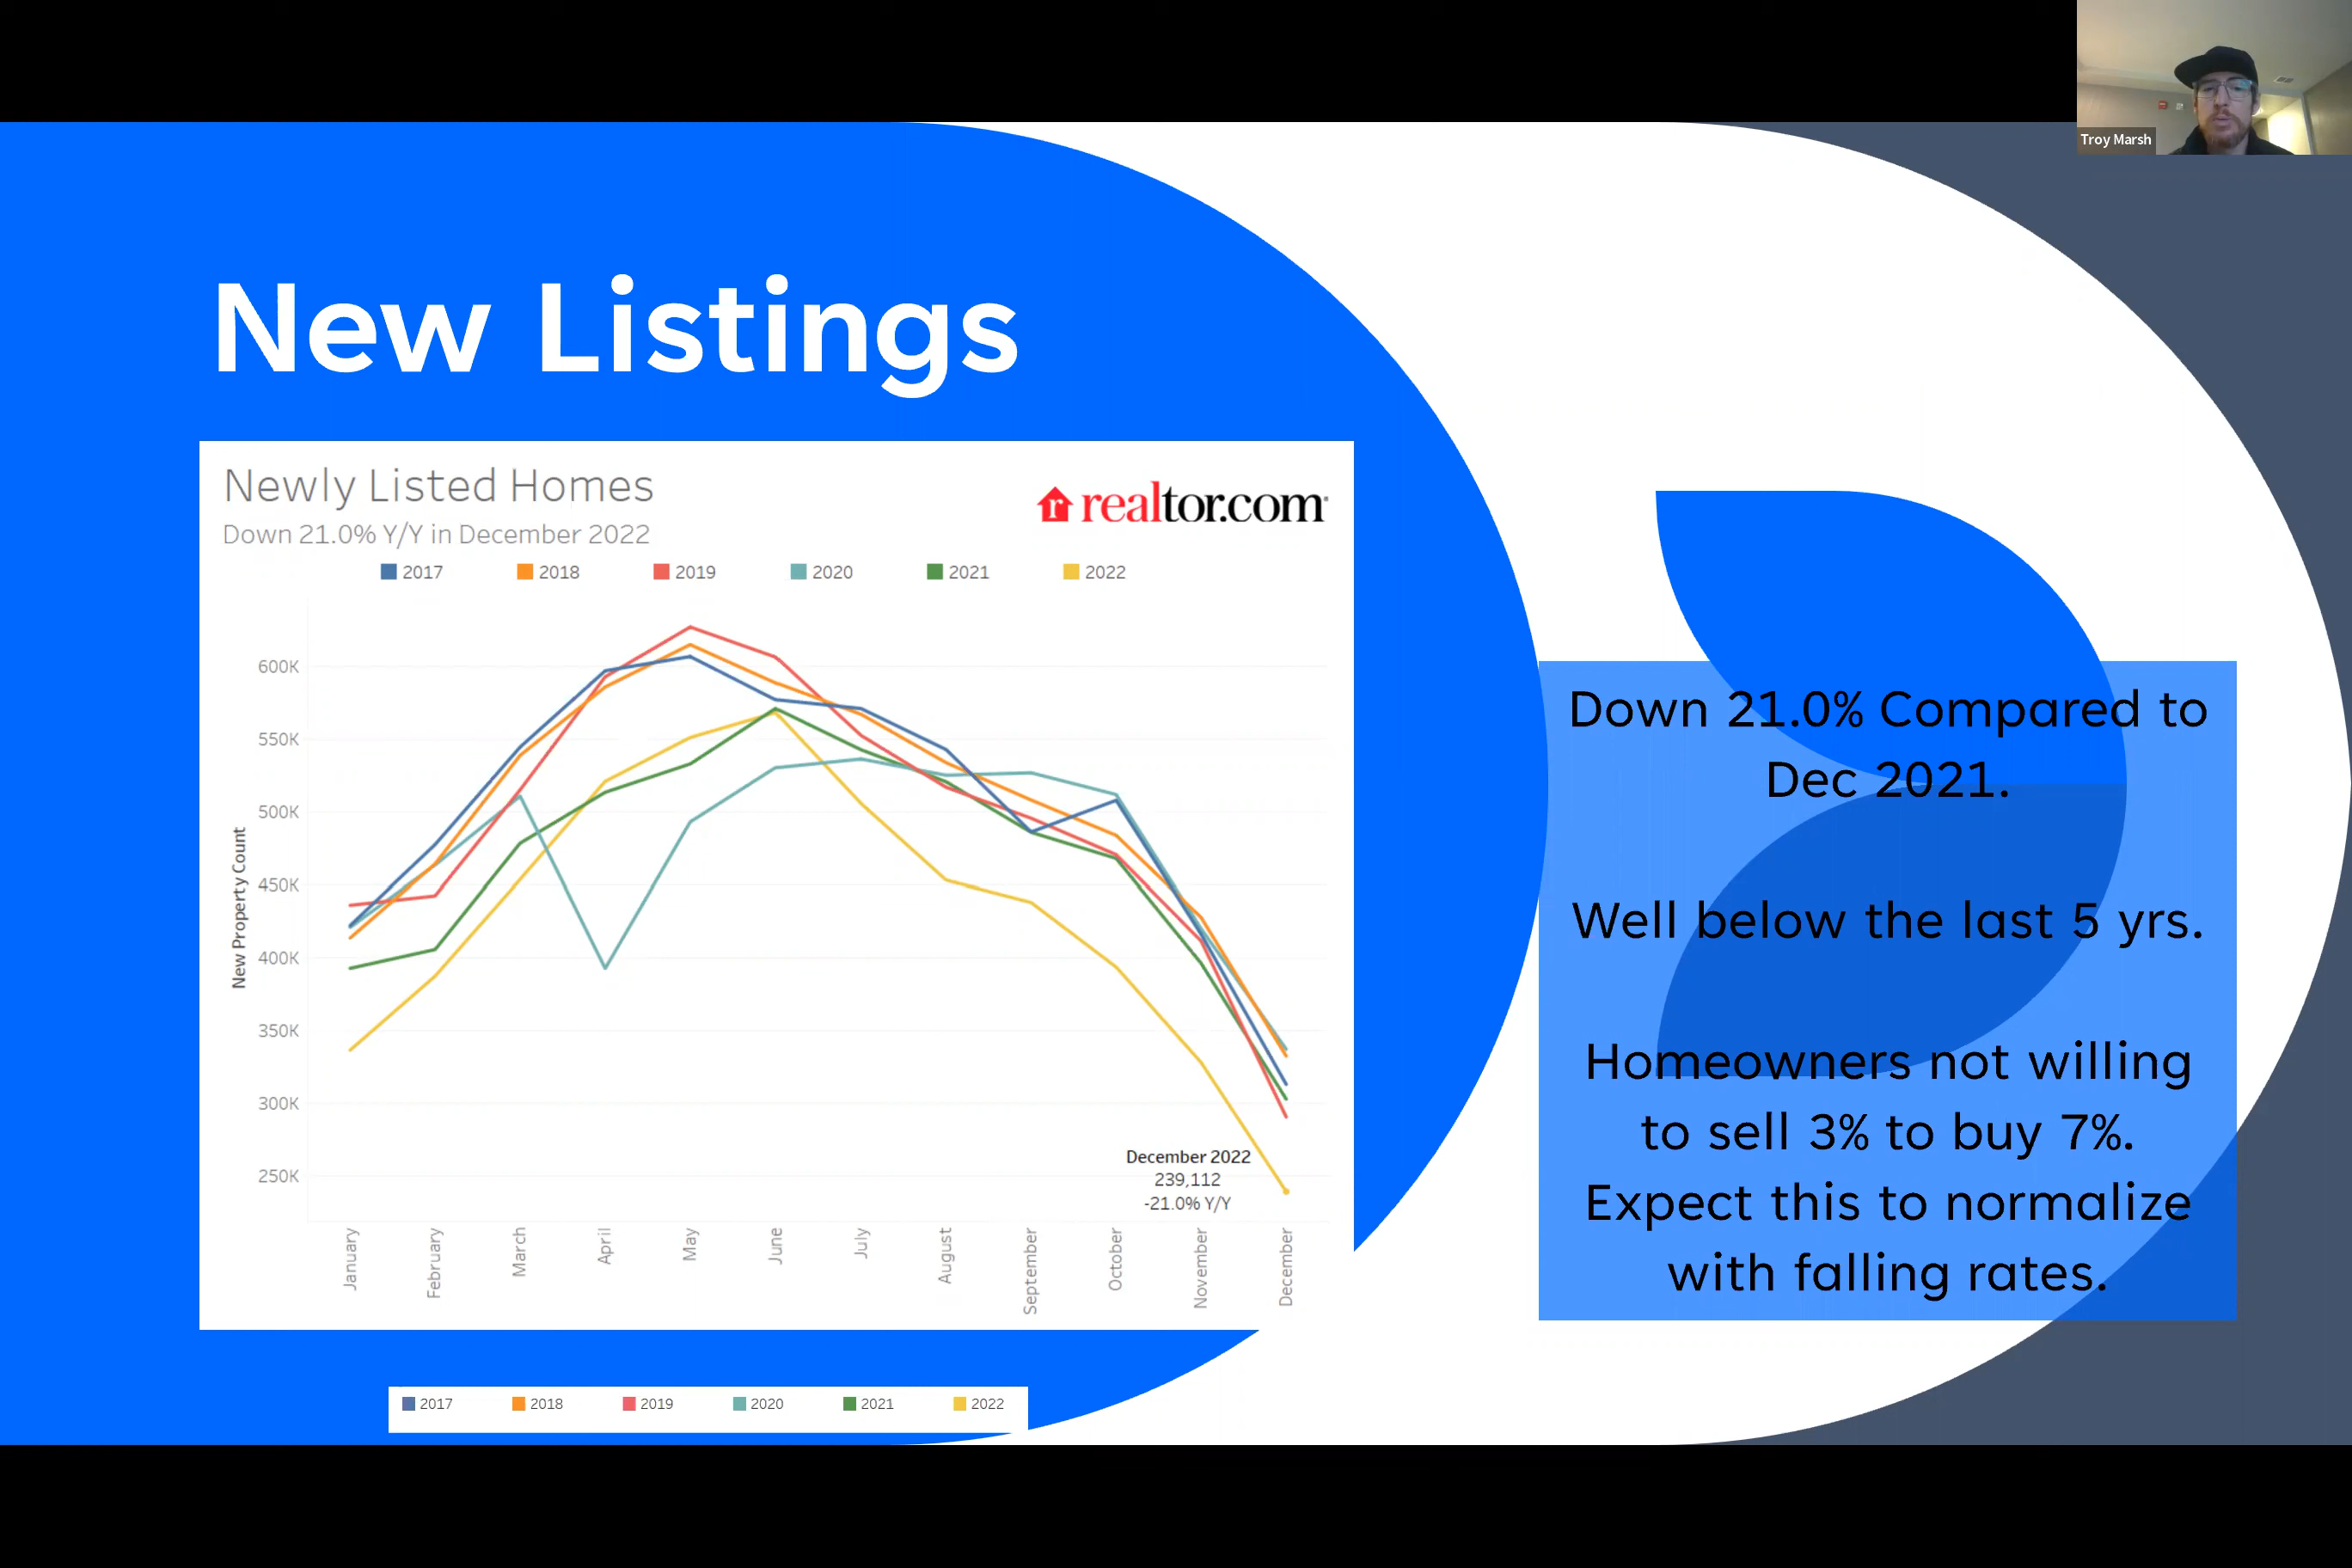 Troy Marsh
New Listings
Newly Listed Homes
realtor.com
Down 21.0% Y/Y in December 2022
2017 2018 2019 2020 2021 2022
New Property Count
600K
550K
500K
450K
400K
350K
300K
250K
December 2022
239,112
-21.0% Y/Y
January February March April May June July August September October November December
2017 2018 2019 2020 2021 2022
Down 21.0% Compared to
Dec 2021.
Well below the last 5 yrs.
Homeowners not willing
to sell 3% to buy 7%.
Expect this to normalize
with falling rates.